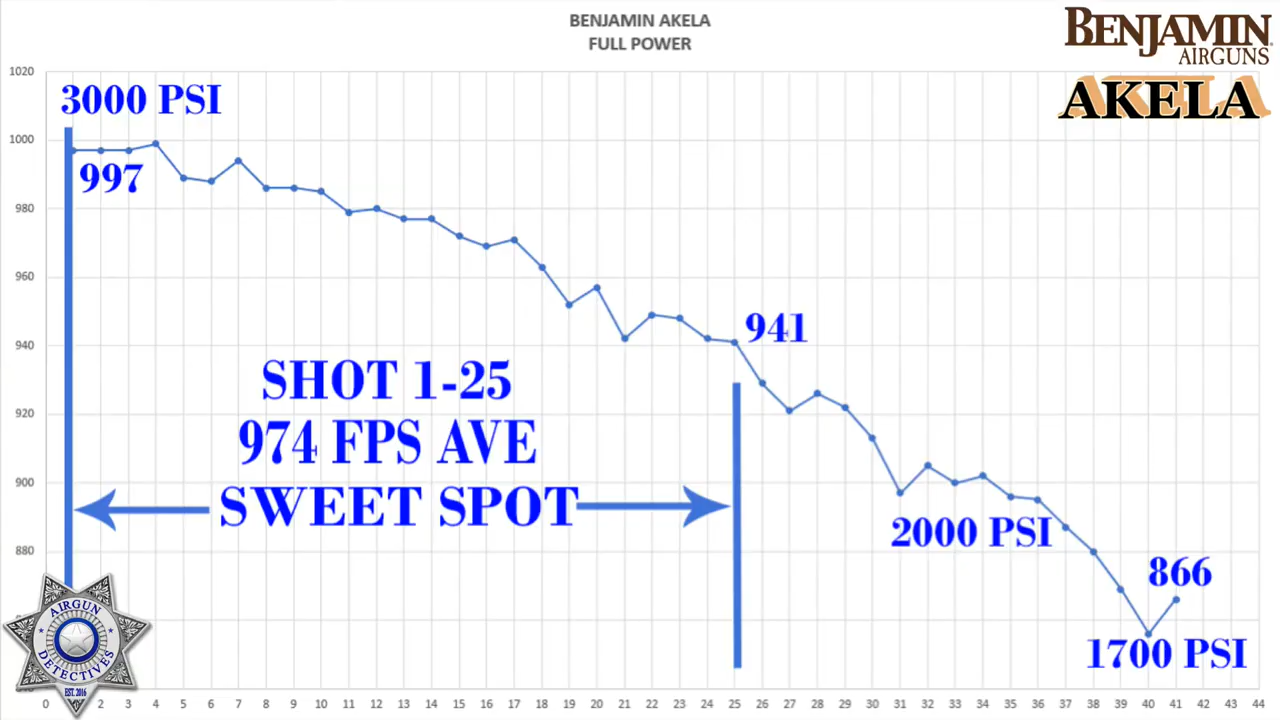 BENJAMIN AKELA
FULL POWER
BENJAMIN
AIRGUNS
AKELA
1020
1000
980
960
940
920
900
880
3000 PSI
997
941
SHOT 1-25
974 FPS AVE
SWEET SPOT
2000 PSI
866
1700 PSI
AIRGUN
DETECTIVES
EST. 2016
0 1 2 3 4 5 6 7 8 9 10 11 12 13 14 15 16 17 18 19 20 21 22 23 24 25 26 27 28 29 30 31 32 33 34 35 36 37 38 39 40 41 42 43 44